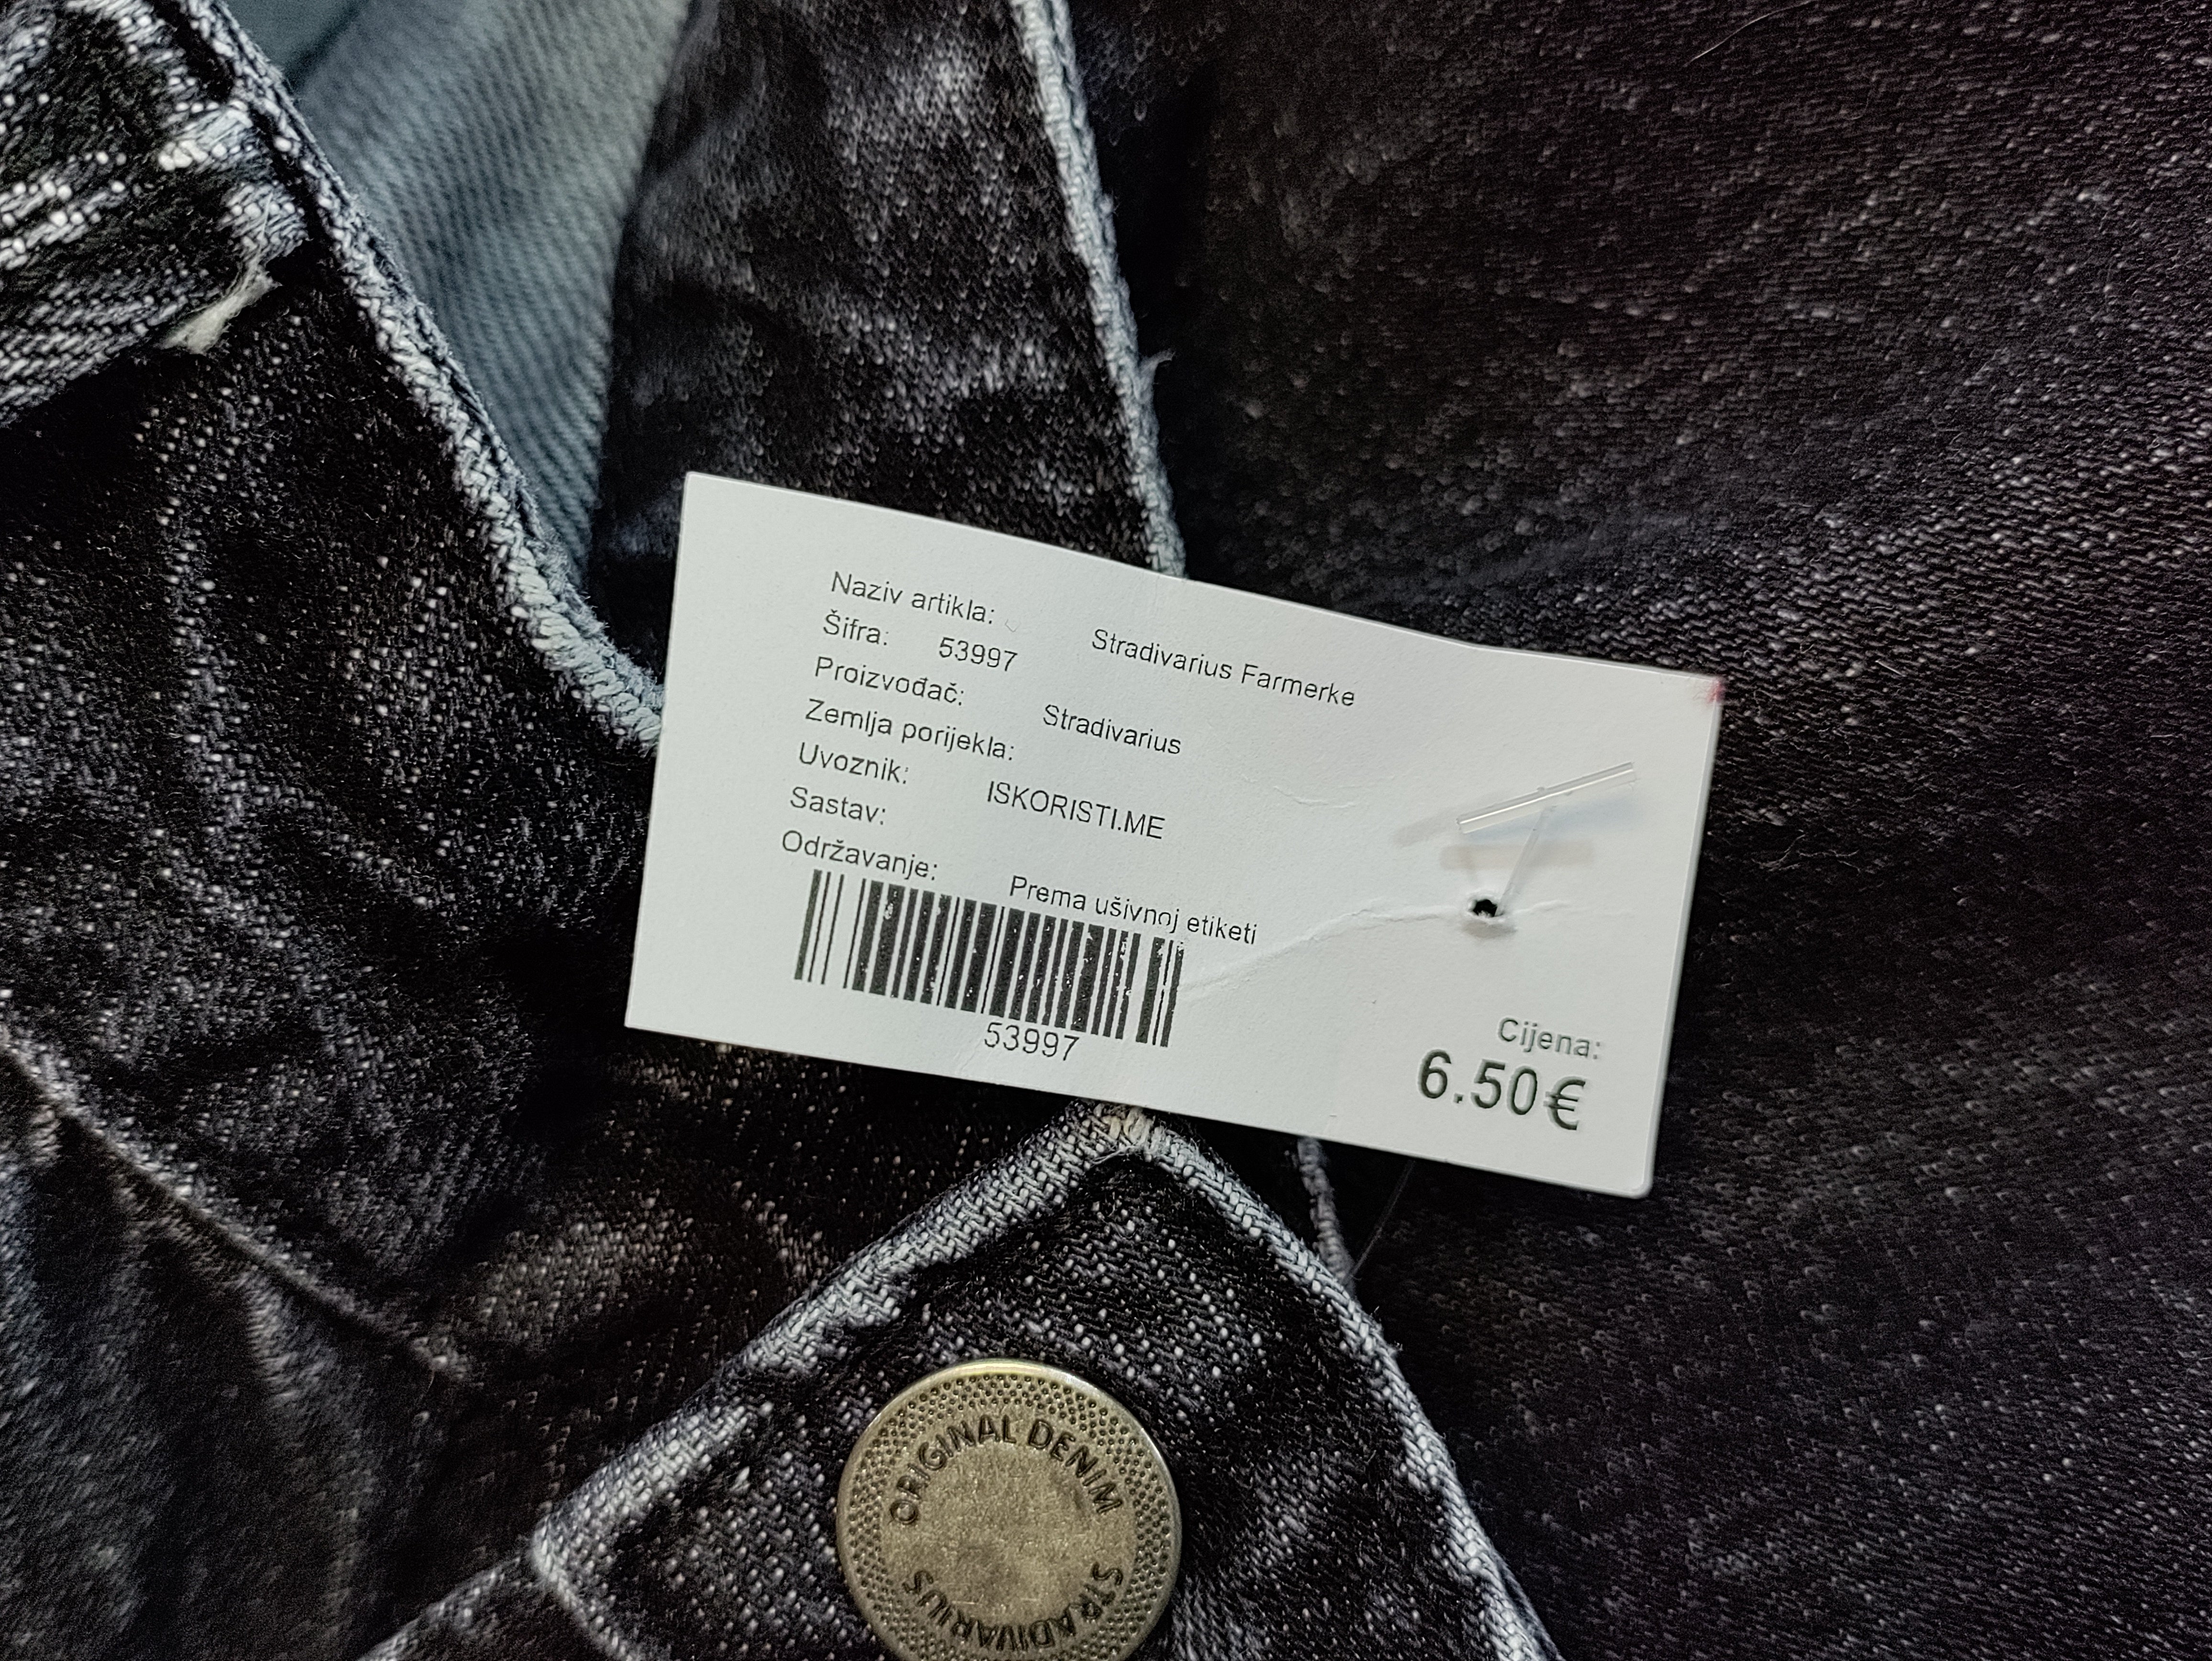 Naziv artikla: Stradivarius Farmerke
Šifra: 53997
Proizvođač: Stradivarius
Zemlja porijekla:
Uvoznik: ISKORISTI.ME
Sastav:
Održavanje: Prema ušivnoj etiketi
53997
Cijena:
6.50€
ORIGINAL DENIM
STRADIVARIUS